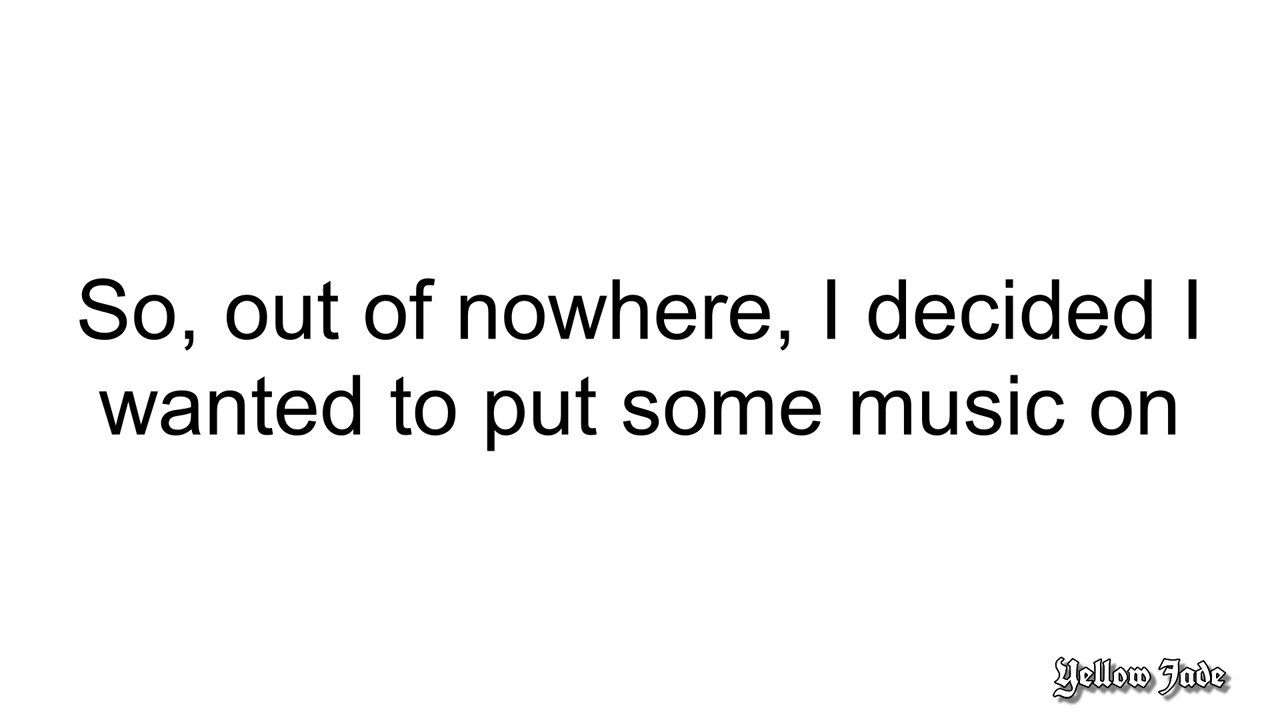 So, out of nowhere, I decided I
wanted to put some music on
Yellow Jade